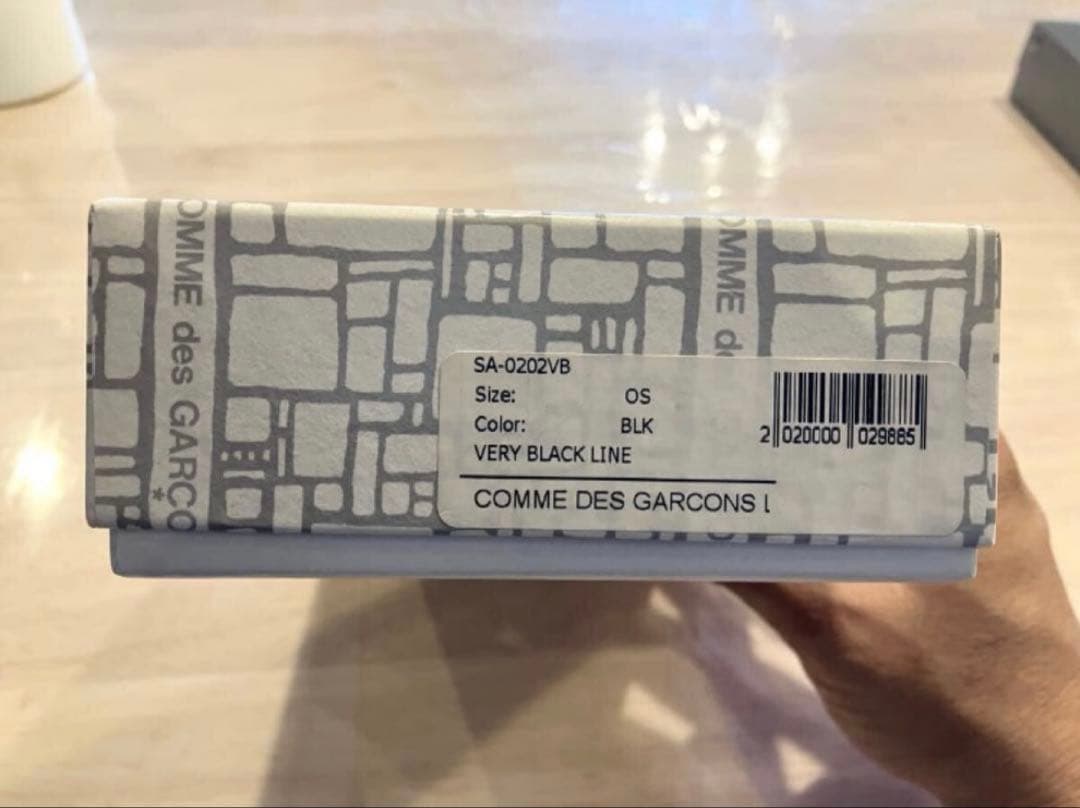 OMME des GARCO
OMME de
SA-0202VB
Size: OS
Color: BLK
VERY BLACK LINE
COMME DES GARCONS L
2 020000 029885